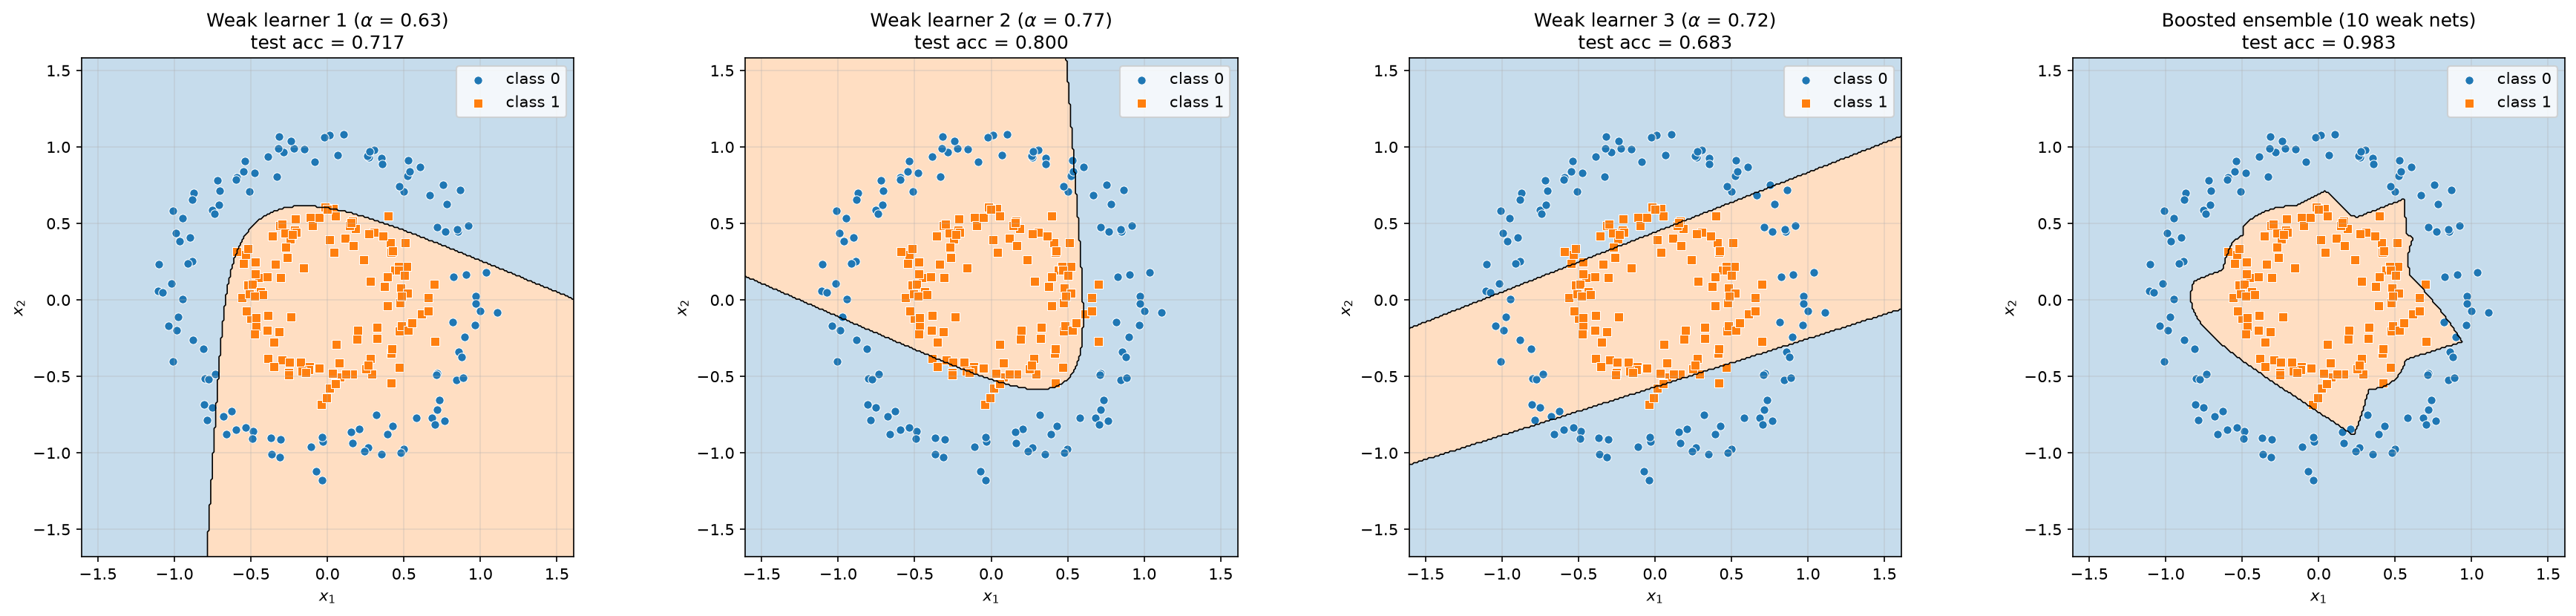 Weak learner 1 (α = 0.63)
test acc = 0.717
class 0
class 1
1.5
1.0
0.5
0.0
−0.5
−1.0
−1.5
x₂
−1.5 −1.0 −0.5 0.0 0.5 1.0 1.5
x₁
Weak learner 2 (α = 0.77)
test acc = 0.800
class 0
class 1
1.5
1.0
0.5
0.0
−0.5
−1.0
−1.5
x₂
−1.5 −1.0 −0.5 0.0 0.5 1.0 1.5
x₁
Weak learner 3 (α = 0.72)
test acc = 0.683
class 0
class 1
1.5
1.0
0.5
0.0
−0.5
−1.0
−1.5
x₂
−1.5 −1.0 −0.5 0.0 0.5 1.0 1.5
x₁
Boosted ensemble (10 weak nets)
test acc = 0.983
class 0
class 1
1.5
1.0
0.5
0.0
−0.5
−1.0
−1.5
x₂
−1.5 −1.0 −0.5 0.0 0.5 1.0 1.5
x₁